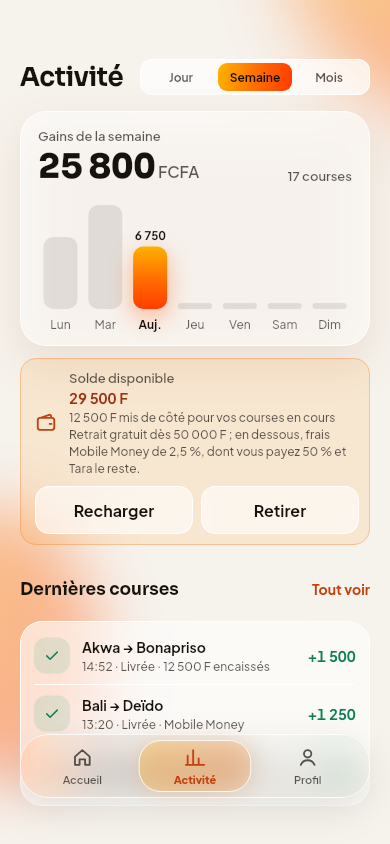 Activité
Jour
Semaine
Mois
Gains de la semaine
25 800 FCFA
17 courses
6 750
Lun
Mar
Auj.
Jeu
Ven
Sam
Dim
Solde disponible
29 500 F
12 500 F mis de côté pour vos courses en cours
Retrait gratuit dès 50 000 F ; en dessous, frais
Mobile Money de 2,5 %, dont vous payez 50 % et
Tara le reste.
Recharger
Retirer
Dernières courses
Tout voir
Akwa → Bonapriso
14:52 · Livrée · 12 500 F encaissés
+1 500
Bali → Deïdo
13:20 · Livrée · Mobile Money
+1 250
Accueil
Activité
Profil